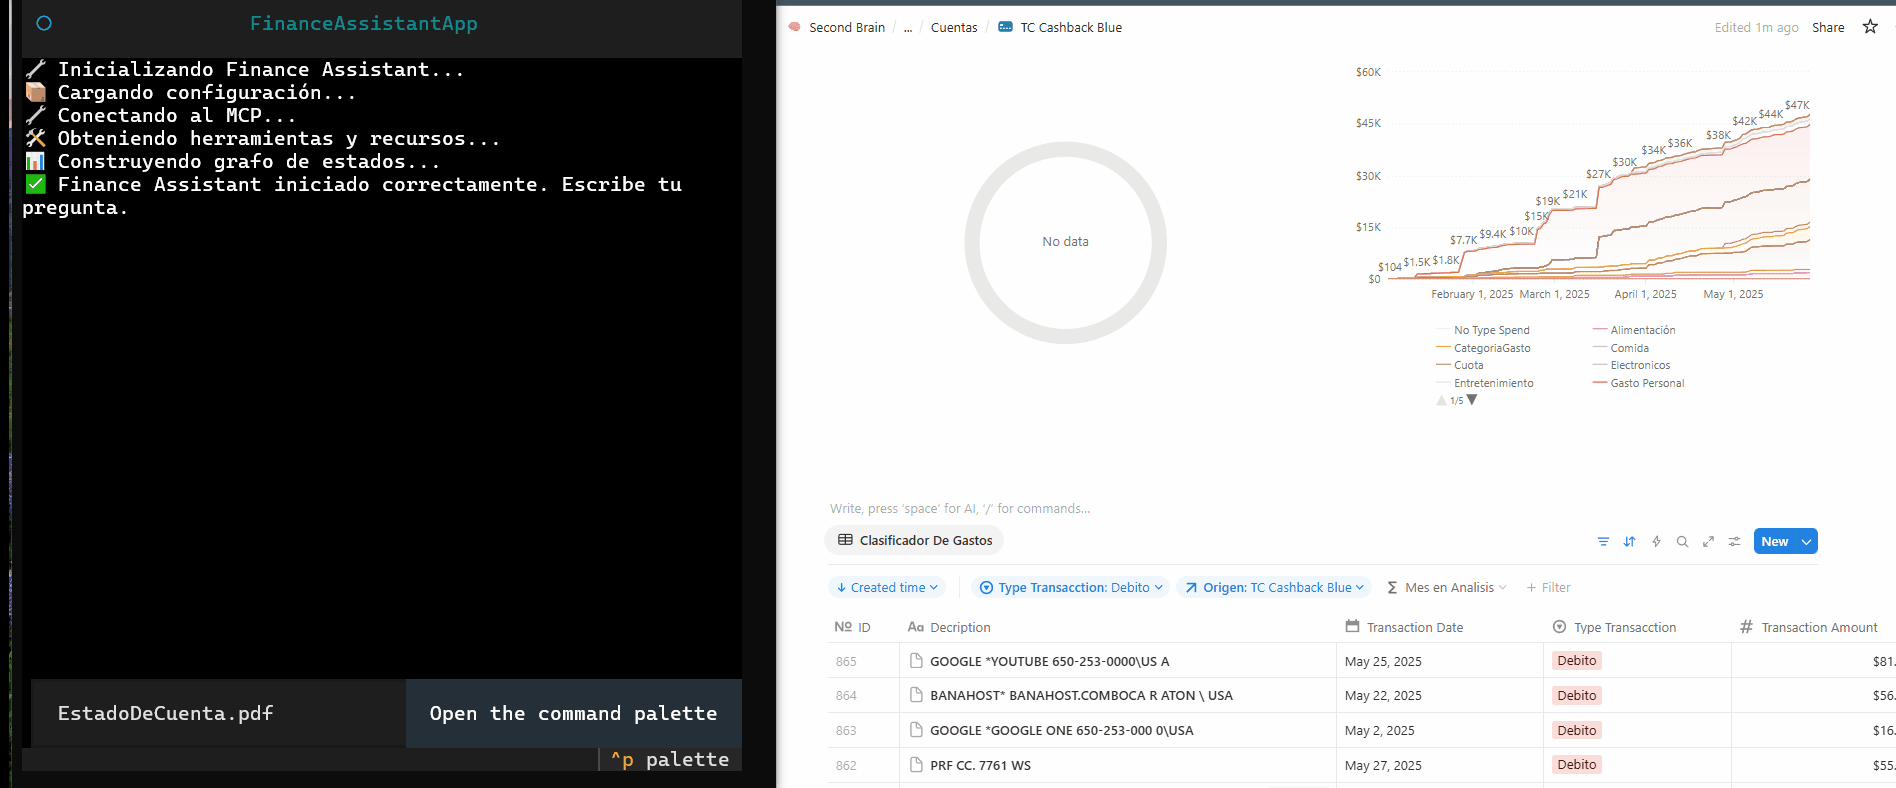 FinanceAssistantApp
🔧 Inicializando Finance Assistant...
📦 Cargando configuración...
🔧 Conectando al MCP...
🛠 Obteniendo herramientas y recursos...
📊 Construyendo grafo de estados...
✅ Finance Assistant iniciado correctamente. Escribe tu
pregunta.
EstadoDeCuenta.pdf
Open the command palette
^p palette
Second Brain / ... / Cuentas / TC Cashback Blue
Edited 1m ago Share
No data
$60K
$45K
$30K
$15K
$0
$104 $1.5K $1.8K $7.7K $9.4K $10K $15K $19K $21K $27K $30K $34K $36K $38K $42K $44K $47K
February 1, 2025 March 1, 2025 April 1, 2025 May 1, 2025
No Type Spend Alimentación
CategoriaGasto Comida
Cuota Electronicos
Entretenimiento Gasto Personal
1/5
Write, press ‘space’ for AI, ‘/’ for commands...
Clasificador De Gastos
New
Created time Type Transacction: Debito Origen: TC Cashback Blue Σ Mes en Analisis + Filter
Nº ID Aa Decription Transaction Date Type Transacction # Transaction Amount
865 GOOGLE *YOUTUBE 650-253-0000\US A May 25, 2025 Debito $81.
864 BANAHOST* BANAHOST.COMBOCA R ATON \ USA May 22, 2025 Debito $56.
863 GOOGLE *GOOGLE ONE 650-253-000 0\USA May 2, 2025 Debito $16.
862 PRF CC. 7761 WS May 27, 2025 Debito $55.